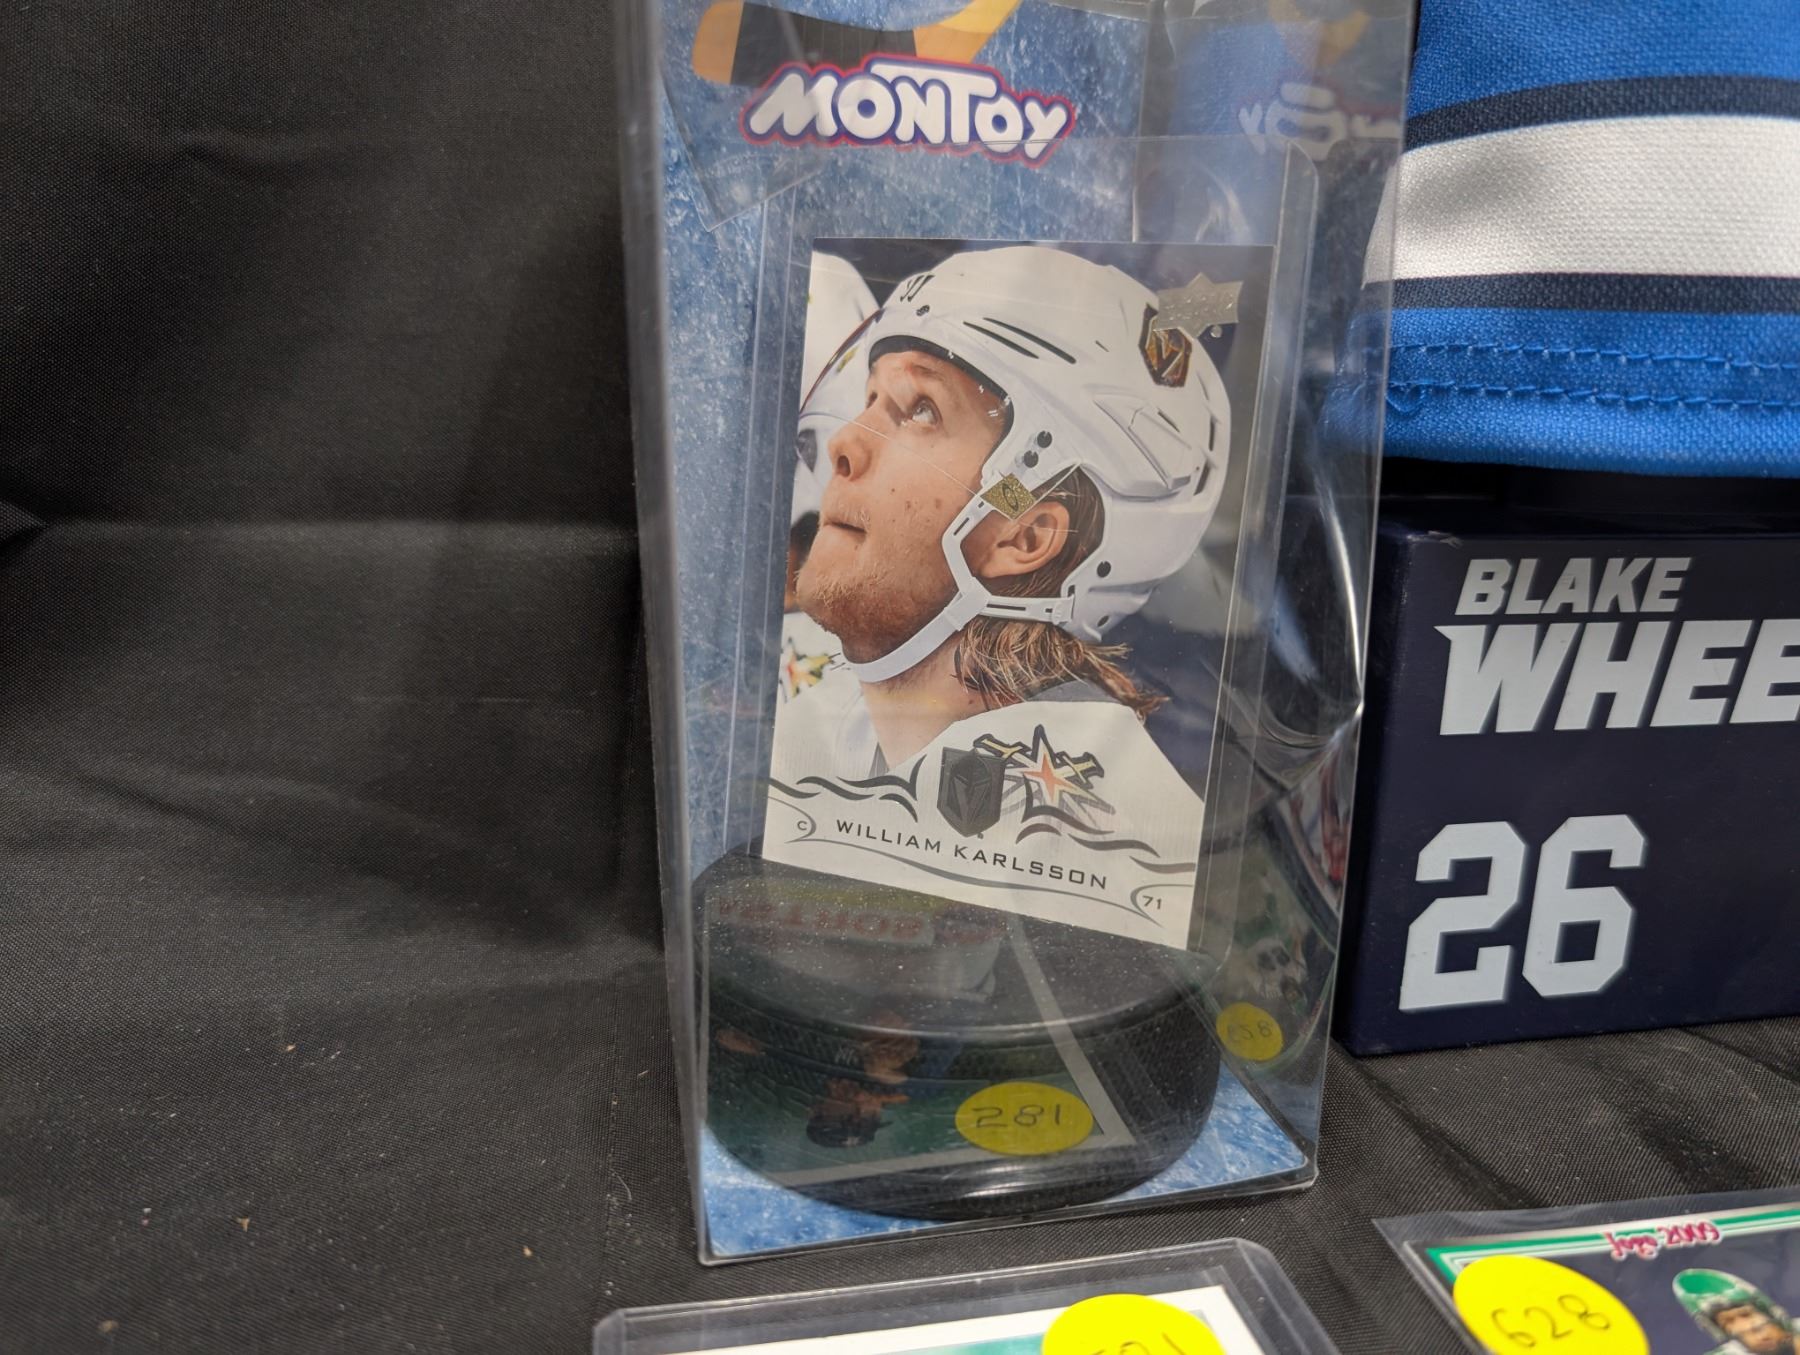 MONTOY
C WILLIAM KARLSSON 71
281
BLAKE
WHEE
26
628